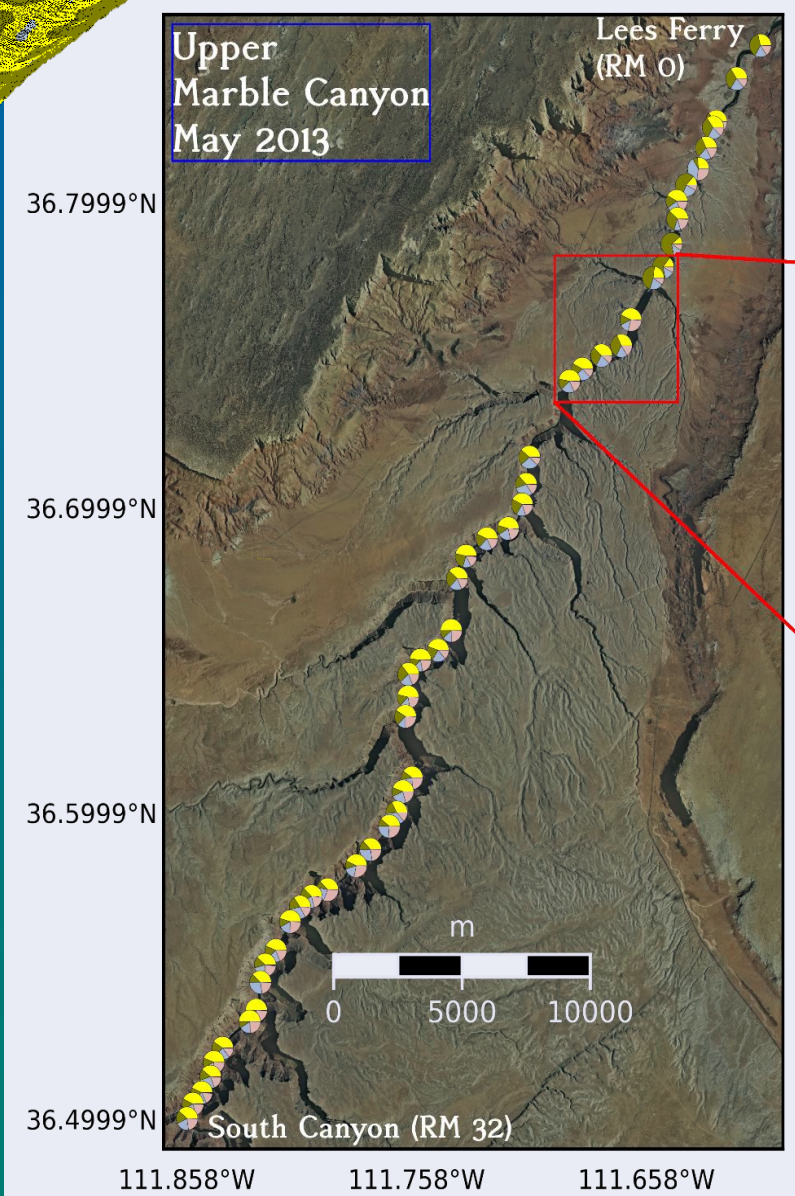 Upper
Marble Canyon
May 2013
Lees Ferry
(RM 0)
36.7999°N
36.6999°N
36.5999°N
36.4999°N
m
0 5000 10000
South Canyon (RM 32)
111.858°W 111.758°W 111.658°W